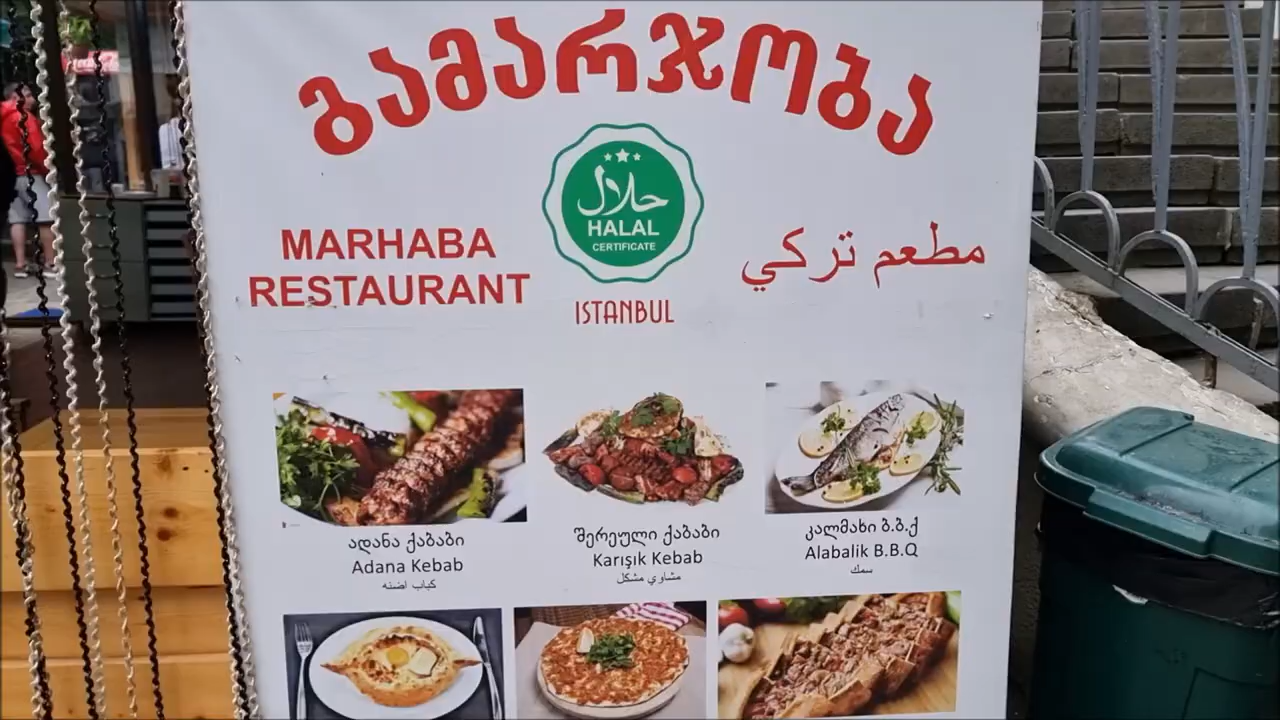 გამარჯობა
حلال
HALAL
CERTIFICATE
MARHABA
RESTAURANT
ISTANBUL
مطعم تركي
ადანა ქაბაბი
Adana Kebab
كباب اضنه
შერეული ქაბაბი
Karışık Kebab
مشاوي مشكل
კალმახი ბ.ბ.ქ
Alabalik B.B.Q
سمك